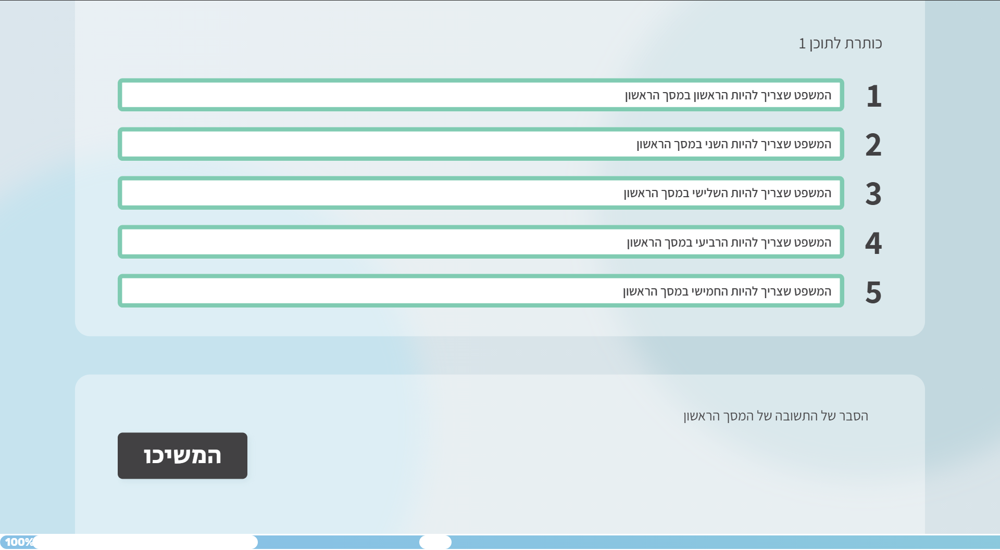 כותרת לתוכן 1
1 המשפט שצריך להיות הראשון במסך הראשון
2 המשפט שצריך להיות השני במסך הראשון
3 המשפט שצריך להיות השלישי במסך הראשון
4 המשפט שצריך להיות הרביעי במסך הראשון
5 המשפט שצריך להיות החמישי במסך הראשון
הסבר של התשובה של המסך הראשון
המשיכו
100%